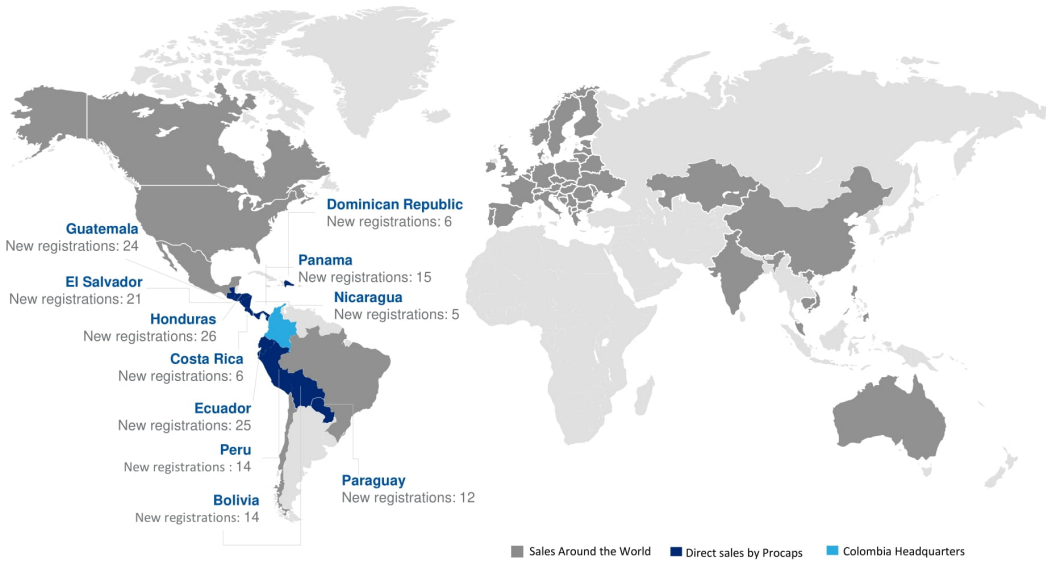 Dominican Republic
New registrations: 6
Guatemala
New registrations: 24
Panama
New registrations: 15
El Salvador
New registrations: 21
Nicaragua
New registrations: 5
Honduras
New registrations: 26
Costa Rica
New registrations: 6
Ecuador
New registrations: 25
Peru
New registrations : 14
Paraguay
New registrations: 12
Bolivia
New registrations: 14
Sales Around the World
Direct sales by Procaps
Colombia Headquarters